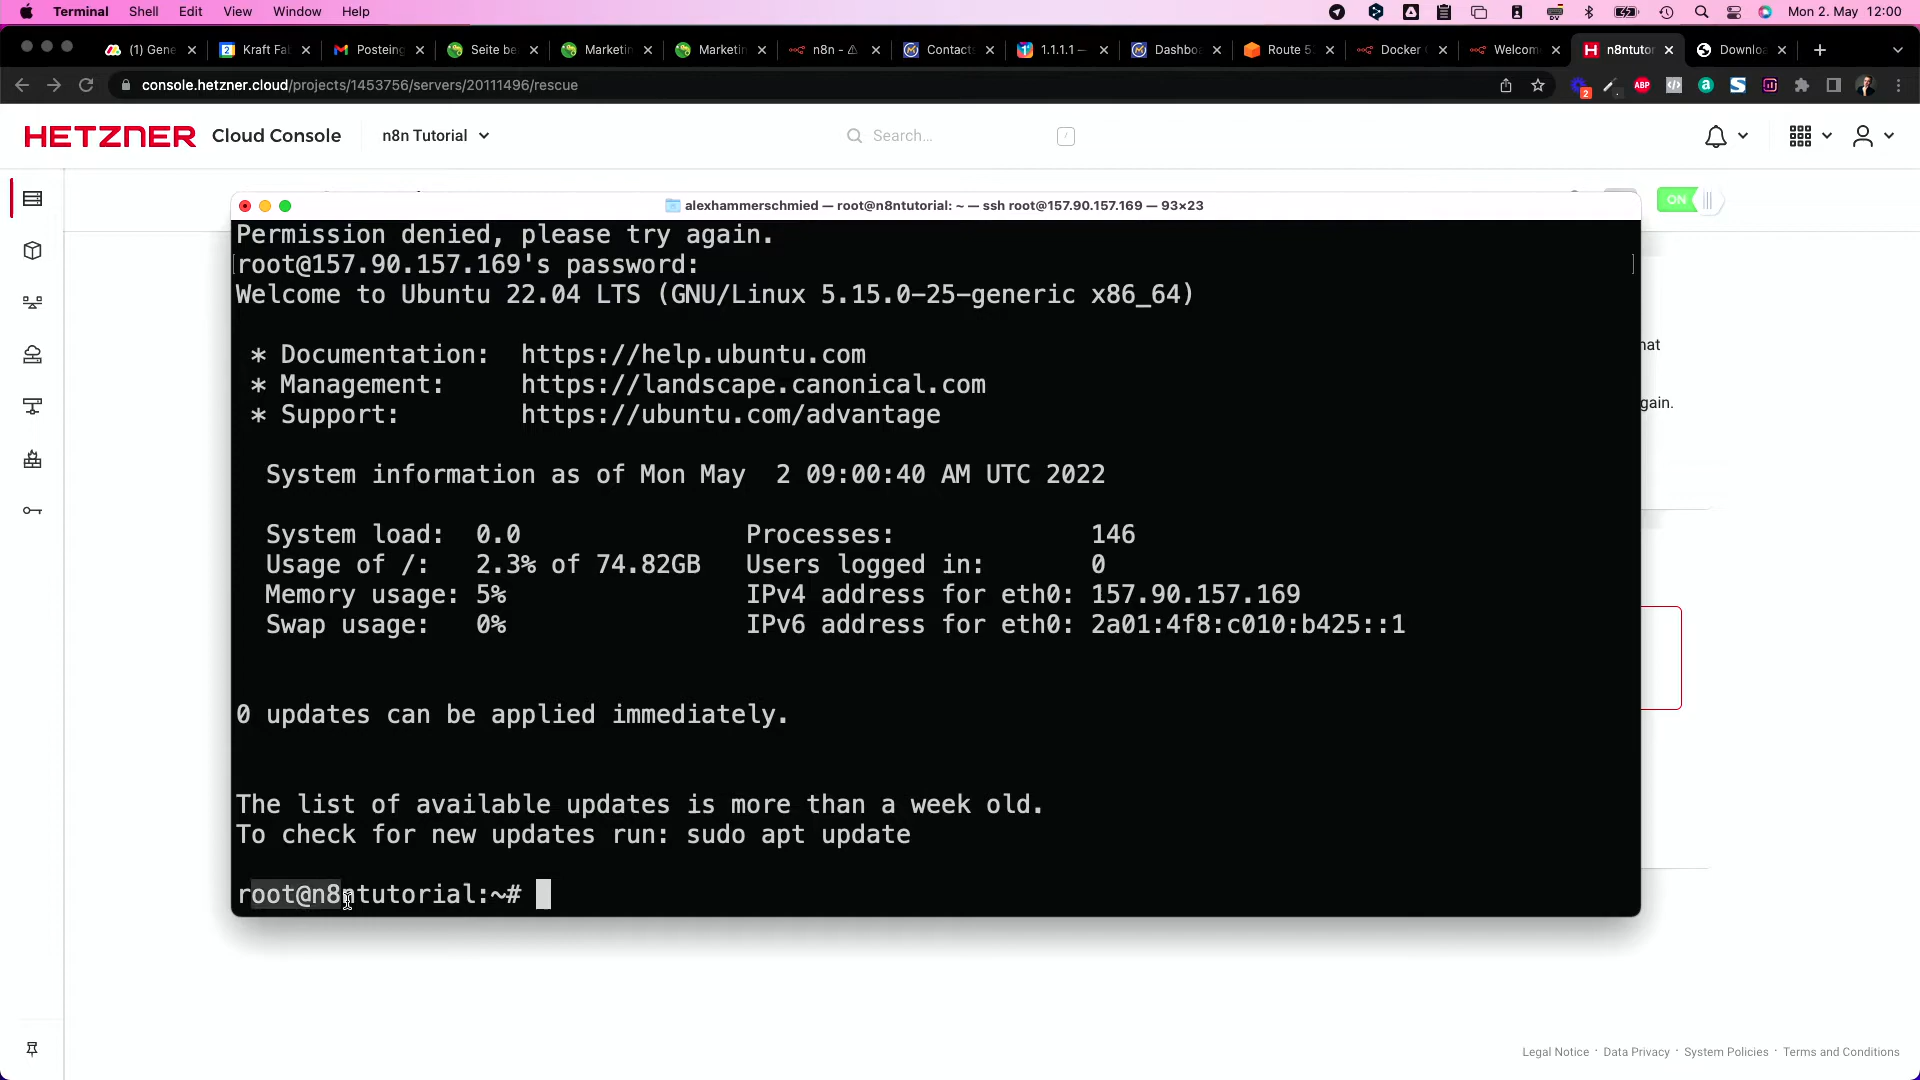 Terminal Shell Edit View Window Help Mon 2. May 12:00
(1) Gene Kraft Fa Posteing Seite be Marketin Marketin n8n - Contact 1.1.1.1 — Dashbo Route 5 Docker Welcom n8ntutor Downlo
console.hetzner.cloud/projects/1453756/servers/20111496/rescue
2 ABP
HETZNER Cloud Console n8n Tutorial Search... /
ON
alexhammerschmied — root@n8ntutorial: ~ — ssh root@157.90.157.169 — 93×23
Permission denied, please try again.
[root@157.90.157.169's password: ]
Welcome to Ubuntu 22.04 LTS (GNU/Linux 5.15.0-25-generic x86_64)
* Documentation: https://help.ubuntu.com
* Management: https://landscape.canonical.com
* Support: https://ubuntu.com/advantage
System information as of Mon May 2 09:00:40 AM UTC 2022
System load: 0.0 Processes: 146
Usage of /: 2.3% of 74.82GB Users logged in: 0
Memory usage: 5% IPv4 address for eth0: 157.90.157.169
Swap usage: 0% IPv6 address for eth0: 2a01:4f8:c010:b425::1
0 updates can be applied immediately.
The list of available updates is more than a week old.
To check for new updates run: sudo apt update
root@n8ntutorial:~#
hat
gain.
Legal Notice · Data Privacy · System Policies · Terms and Conditions